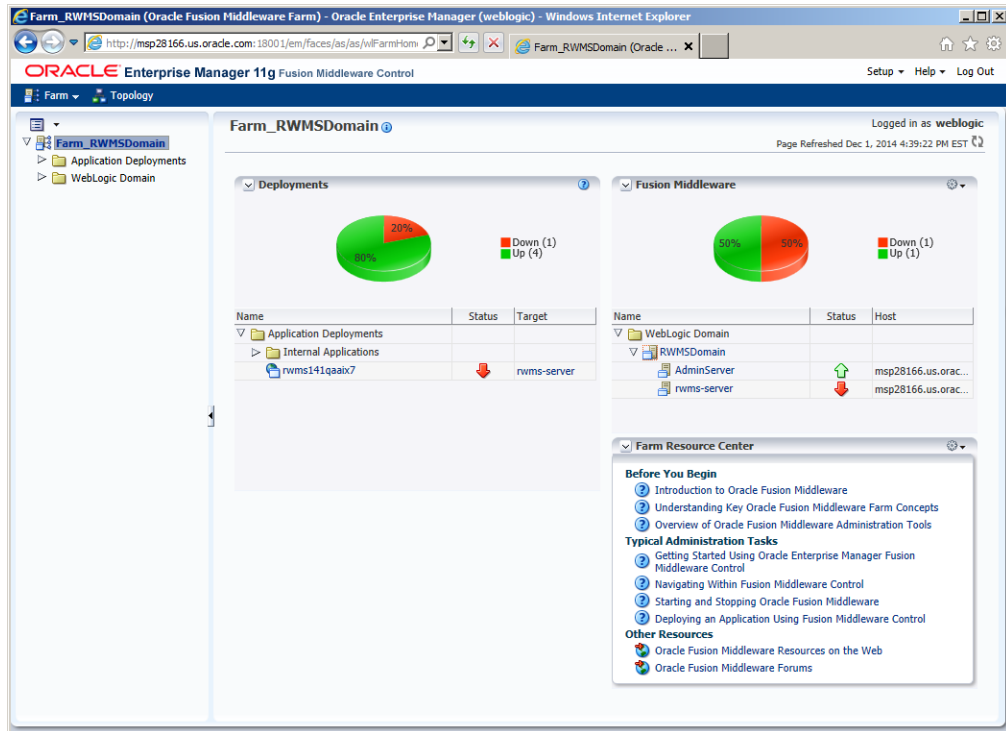 Farm_RWMSDomain (Oracle Fusion Middleware Farm) - Oracle Enterprise Manager (weblogic) - Windows Internet Explorer
http://msp28166.us.oracle.com:18001/em/faces/as/as/wlFarmHome
Farm_RWMSDomain (Oracle ...
ORACLE Enterprise Manager 11g Fusion Middleware Control
Setup Help Log Out
Farm Topology
Farm_RWMSDomain
Application Deployments
WebLogic Domain
Farm_RWMSDomain
Logged in as weblogic
Page Refreshed Dec 1, 2014 4:39:22 PM EST
Deployments
20%
80%
Down (1)
Up (4)
Name Status Target
Application Deployments
Internal Applications
rwms141qaaix7 rwms-server
Fusion Middleware
50% 50%
Down (1)
Up (1)
Name Status Host
WebLogic Domain
RWMSDomain
AdminServer msp28166.us.orac...
rwms-server msp28166.us.orac...
Farm Resource Center
Before You Begin
Introduction to Oracle Fusion Middleware
Understanding Key Oracle Fusion Middleware Farm Concepts
Overview of Oracle Fusion Middleware Administration Tools
Typical Administration Tasks
Getting Started Using Oracle Enterprise Manager Fusion
Middleware Control
Navigating Within Fusion Middleware Control
Starting and Stopping Oracle Fusion Middleware
Deploying an Application Using Fusion Middleware Control
Other Resources
Oracle Fusion Middleware Resources on the Web
Oracle Fusion Middleware Forums